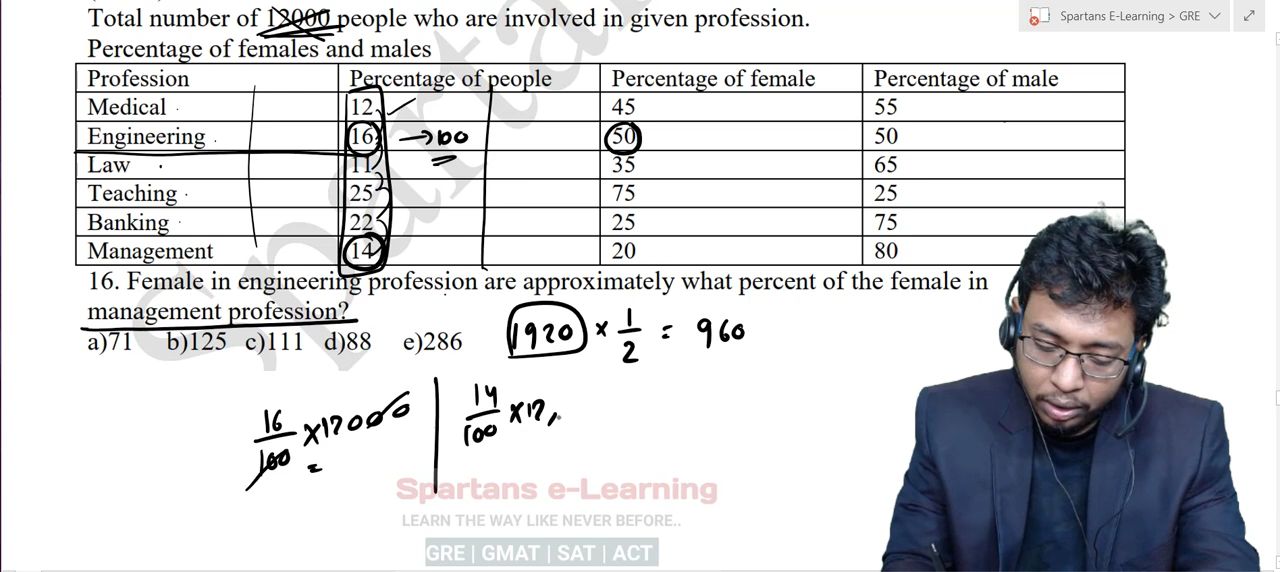 Total number of 12000 people who are involved in given profession.
Spartans E-Learning > GRE
Percentage of females and males
Profession Percentage of people Percentage of female Percentage of male
Medical 12 45 55
Engineering 16 → 100 50 50
Law 11 35 65
Teaching 25 75 25
Banking 22 25 75
Management 14 20 80
16. Female in engineering profession are approximately what percent of the female in
management profession?
a)71 b)125 c)111 d)88 e)286
1920 × 1/2 = 960
16/100 × 12000 =
14/100 × 12,
Spartans e-Learning
LEARN THE WAY LIKE NEVER BEFORE..
GRE | GMAT | SAT | ACT